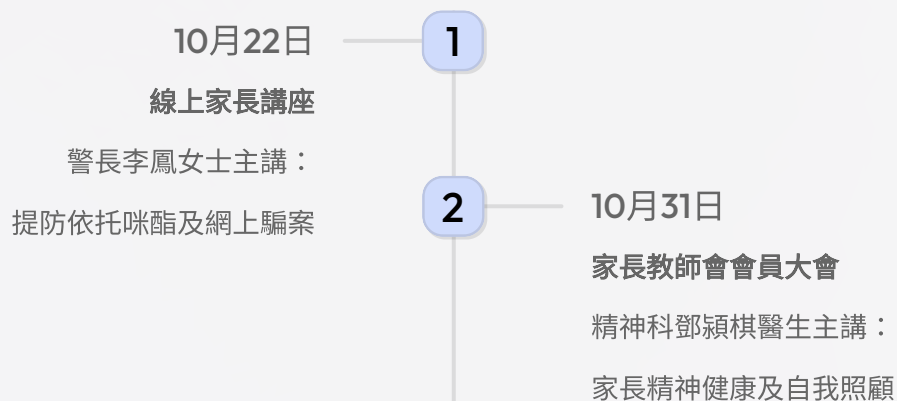 1
10月22日
線上家長講座
警長李鳳女士主講：
提防依托咪酯及網上騙案
2
10月31日
家長教師會會員大會
精神科鄧潁棋醫生主講：
家長精神健康及自我照顧